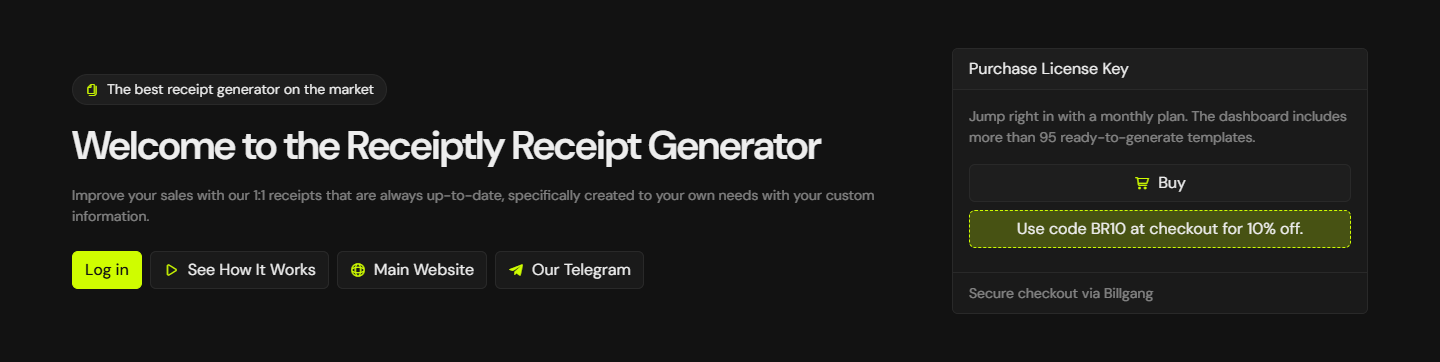 The best receipt generator on the market
Welcome to the Receiptly Receipt Generator
Improve your sales with our 1:1 receipts that are always up-to-date, specifically created to your own needs with your custom
information.
Log in
See How It Works
Main Website
Our Telegram
Purchase License Key
Jump right in with a monthly plan. The dashboard includes
more than 95 ready-to-generate templates.
Buy
Use code BR10 at checkout for 10% off.
Secure checkout via Billgang